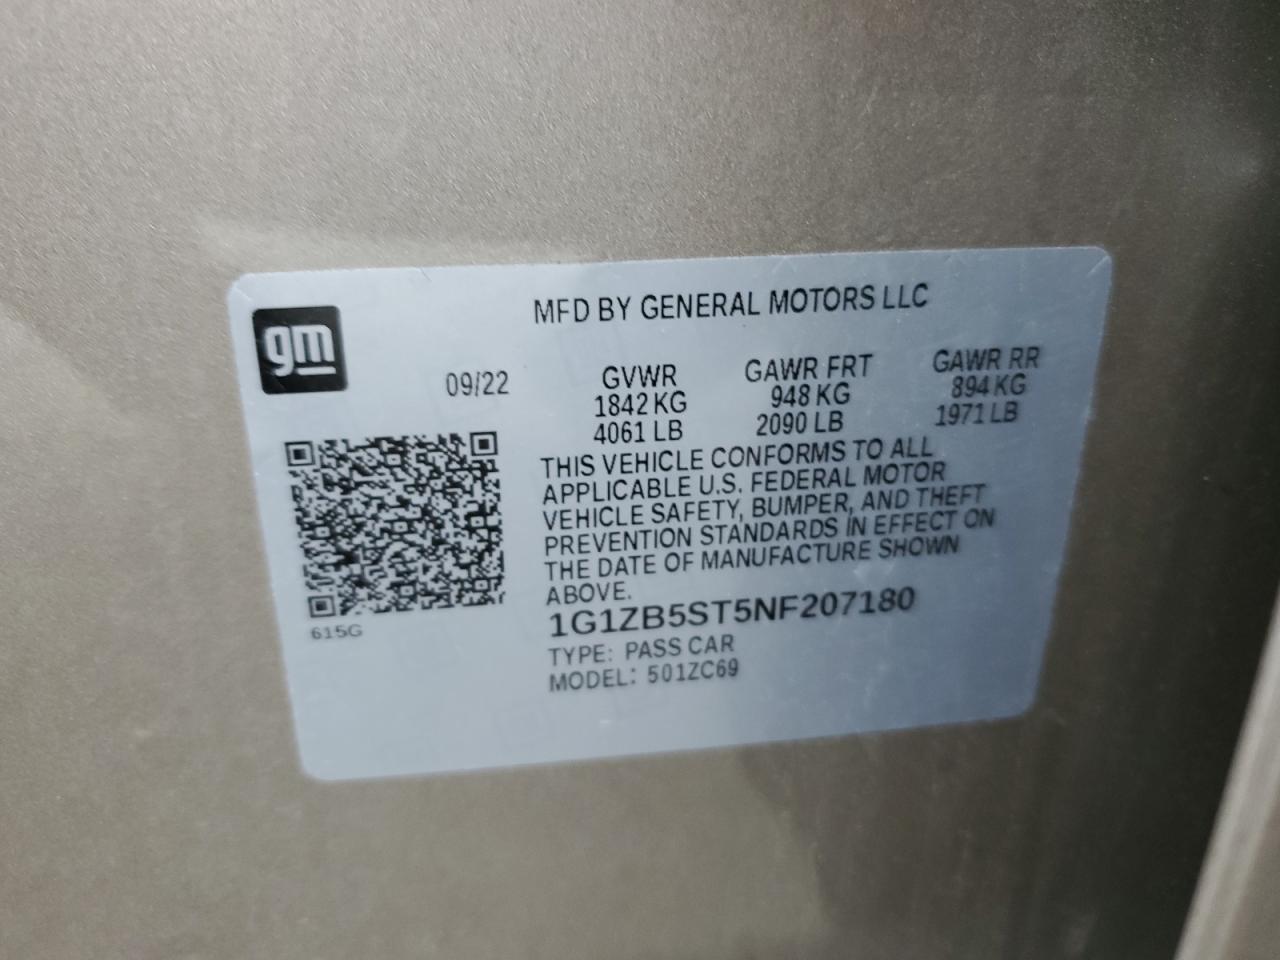 gm
MFD BY GENERAL MOTORS LLC
09/22
GVWR GAWR FRT GAWR RR
1842 KG 948 KG 894 KG
4061 LB 2090 LB 1971 LB
THIS VEHICLE CONFORMS TO ALL
APPLICABLE U.S. FEDERAL MOTOR
VEHICLE SAFETY, BUMPER, AND THEFT
PREVENTION STANDARDS IN EFFECT ON
THE DATE OF MANUFACTURE SHOWN
ABOVE.
1G1ZB5ST5NF207180
615G
TYPE: PASS CAR
MODEL: 501ZC69